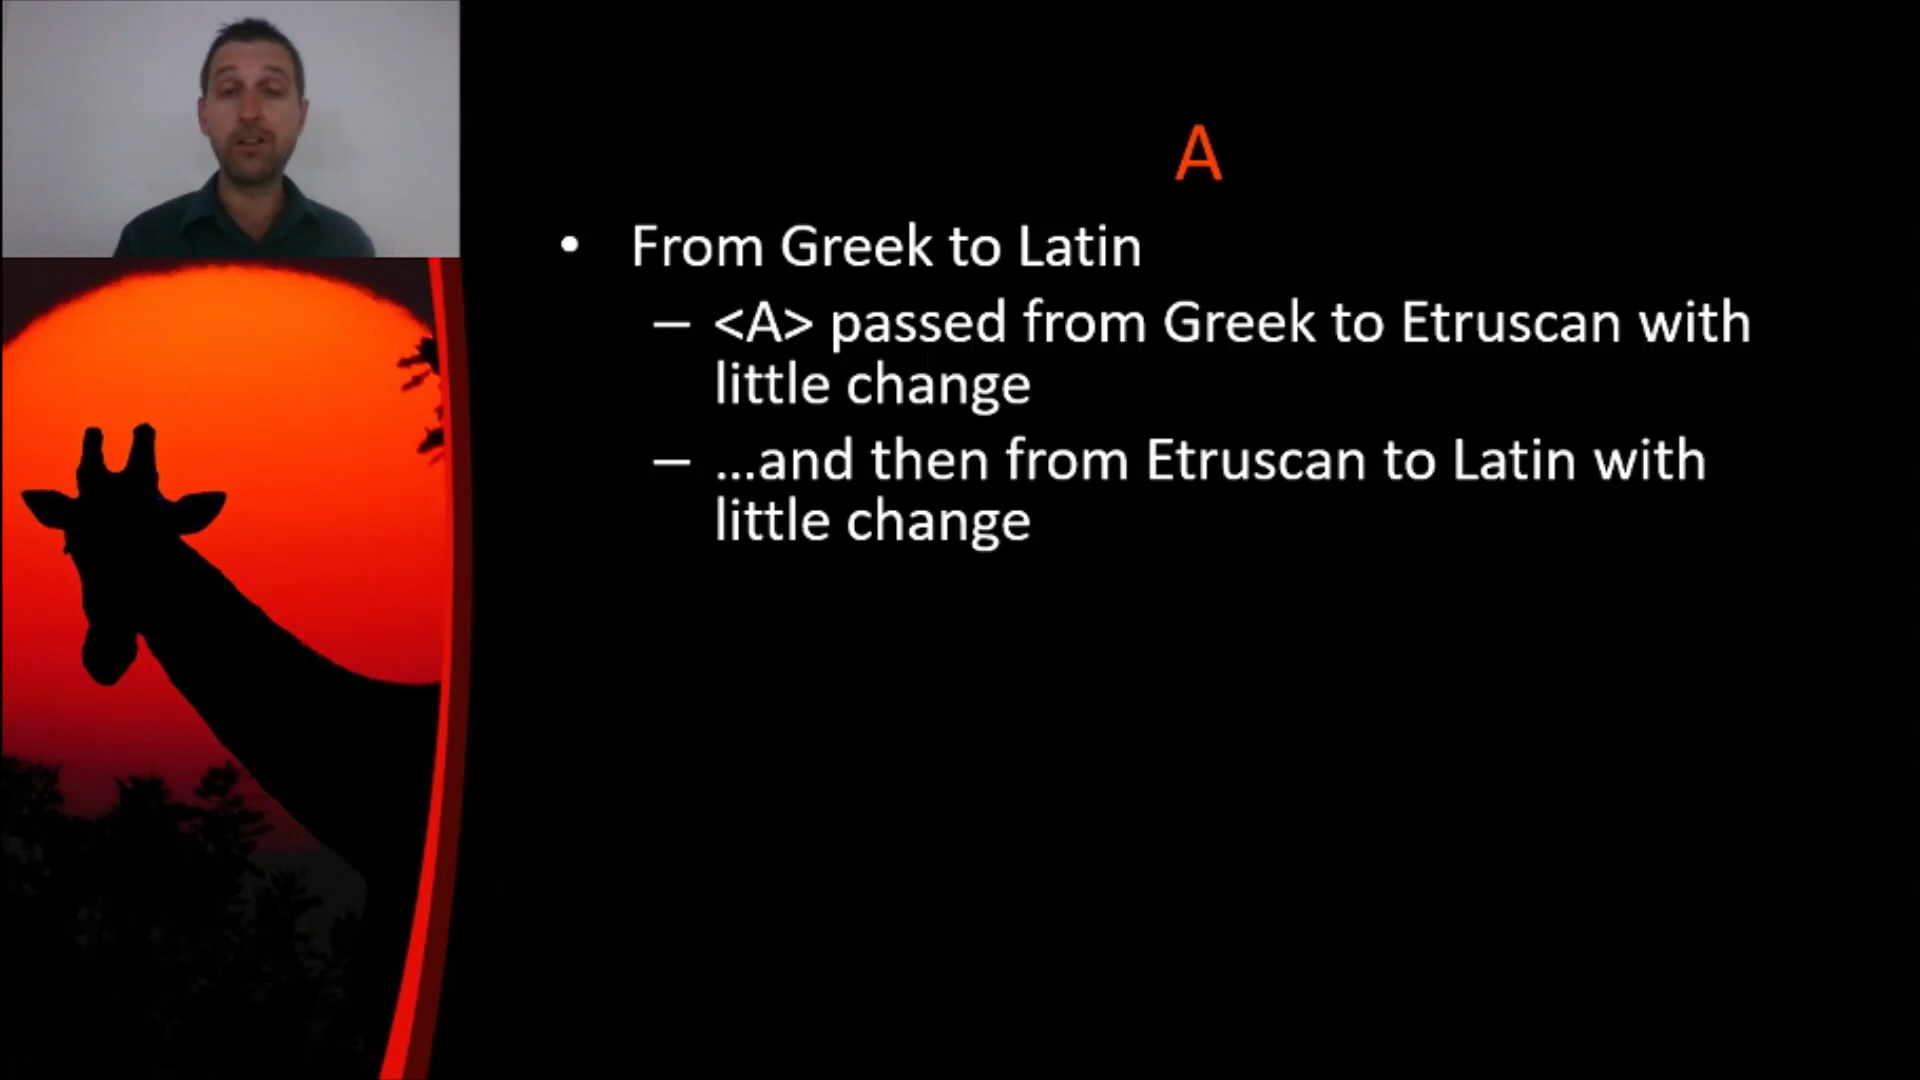 A
• From Greek to Latin
– <A> passed from Greek to Etruscan with
little change
– ...and then from Etruscan to Latin with
little change